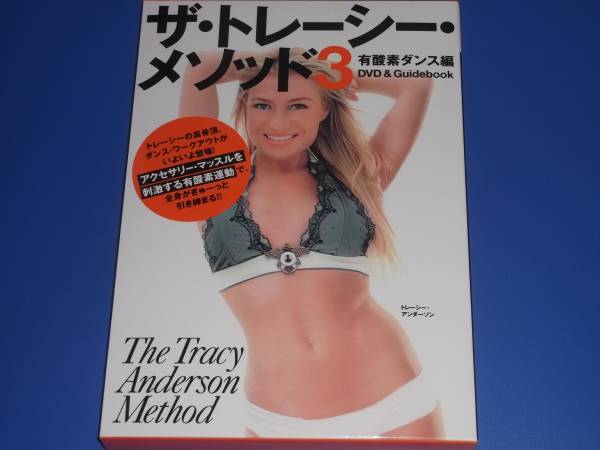 ザ・トレーシー・
メソッド3
有酸素ダンス編
DVD & Guidebook
トレーシーの真骨頂、
ダンス・ワークアウトが
いよいよ登場!
アクセサリー・マッスルを
刺激する有酸素運動で、
全身がぎゅーっと
引き締まる!!
トレーシー・
アンダーソン
The Tracy
Anderson
Method